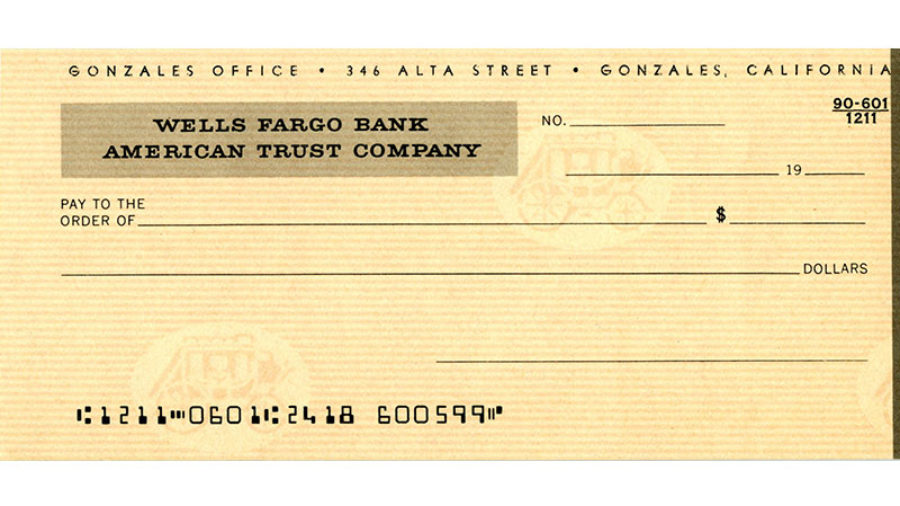 GONZALES OFFICE • 346 ALTA STREET • GONZALES, CALIFORNIA
WELLS FARGO BANK
AMERICAN TRUST COMPANY
NO.
90-601
1211
19
PAY TO THE
ORDER OF
$
DOLLARS
⑆1211⑉0601⑆2418 600599⑈